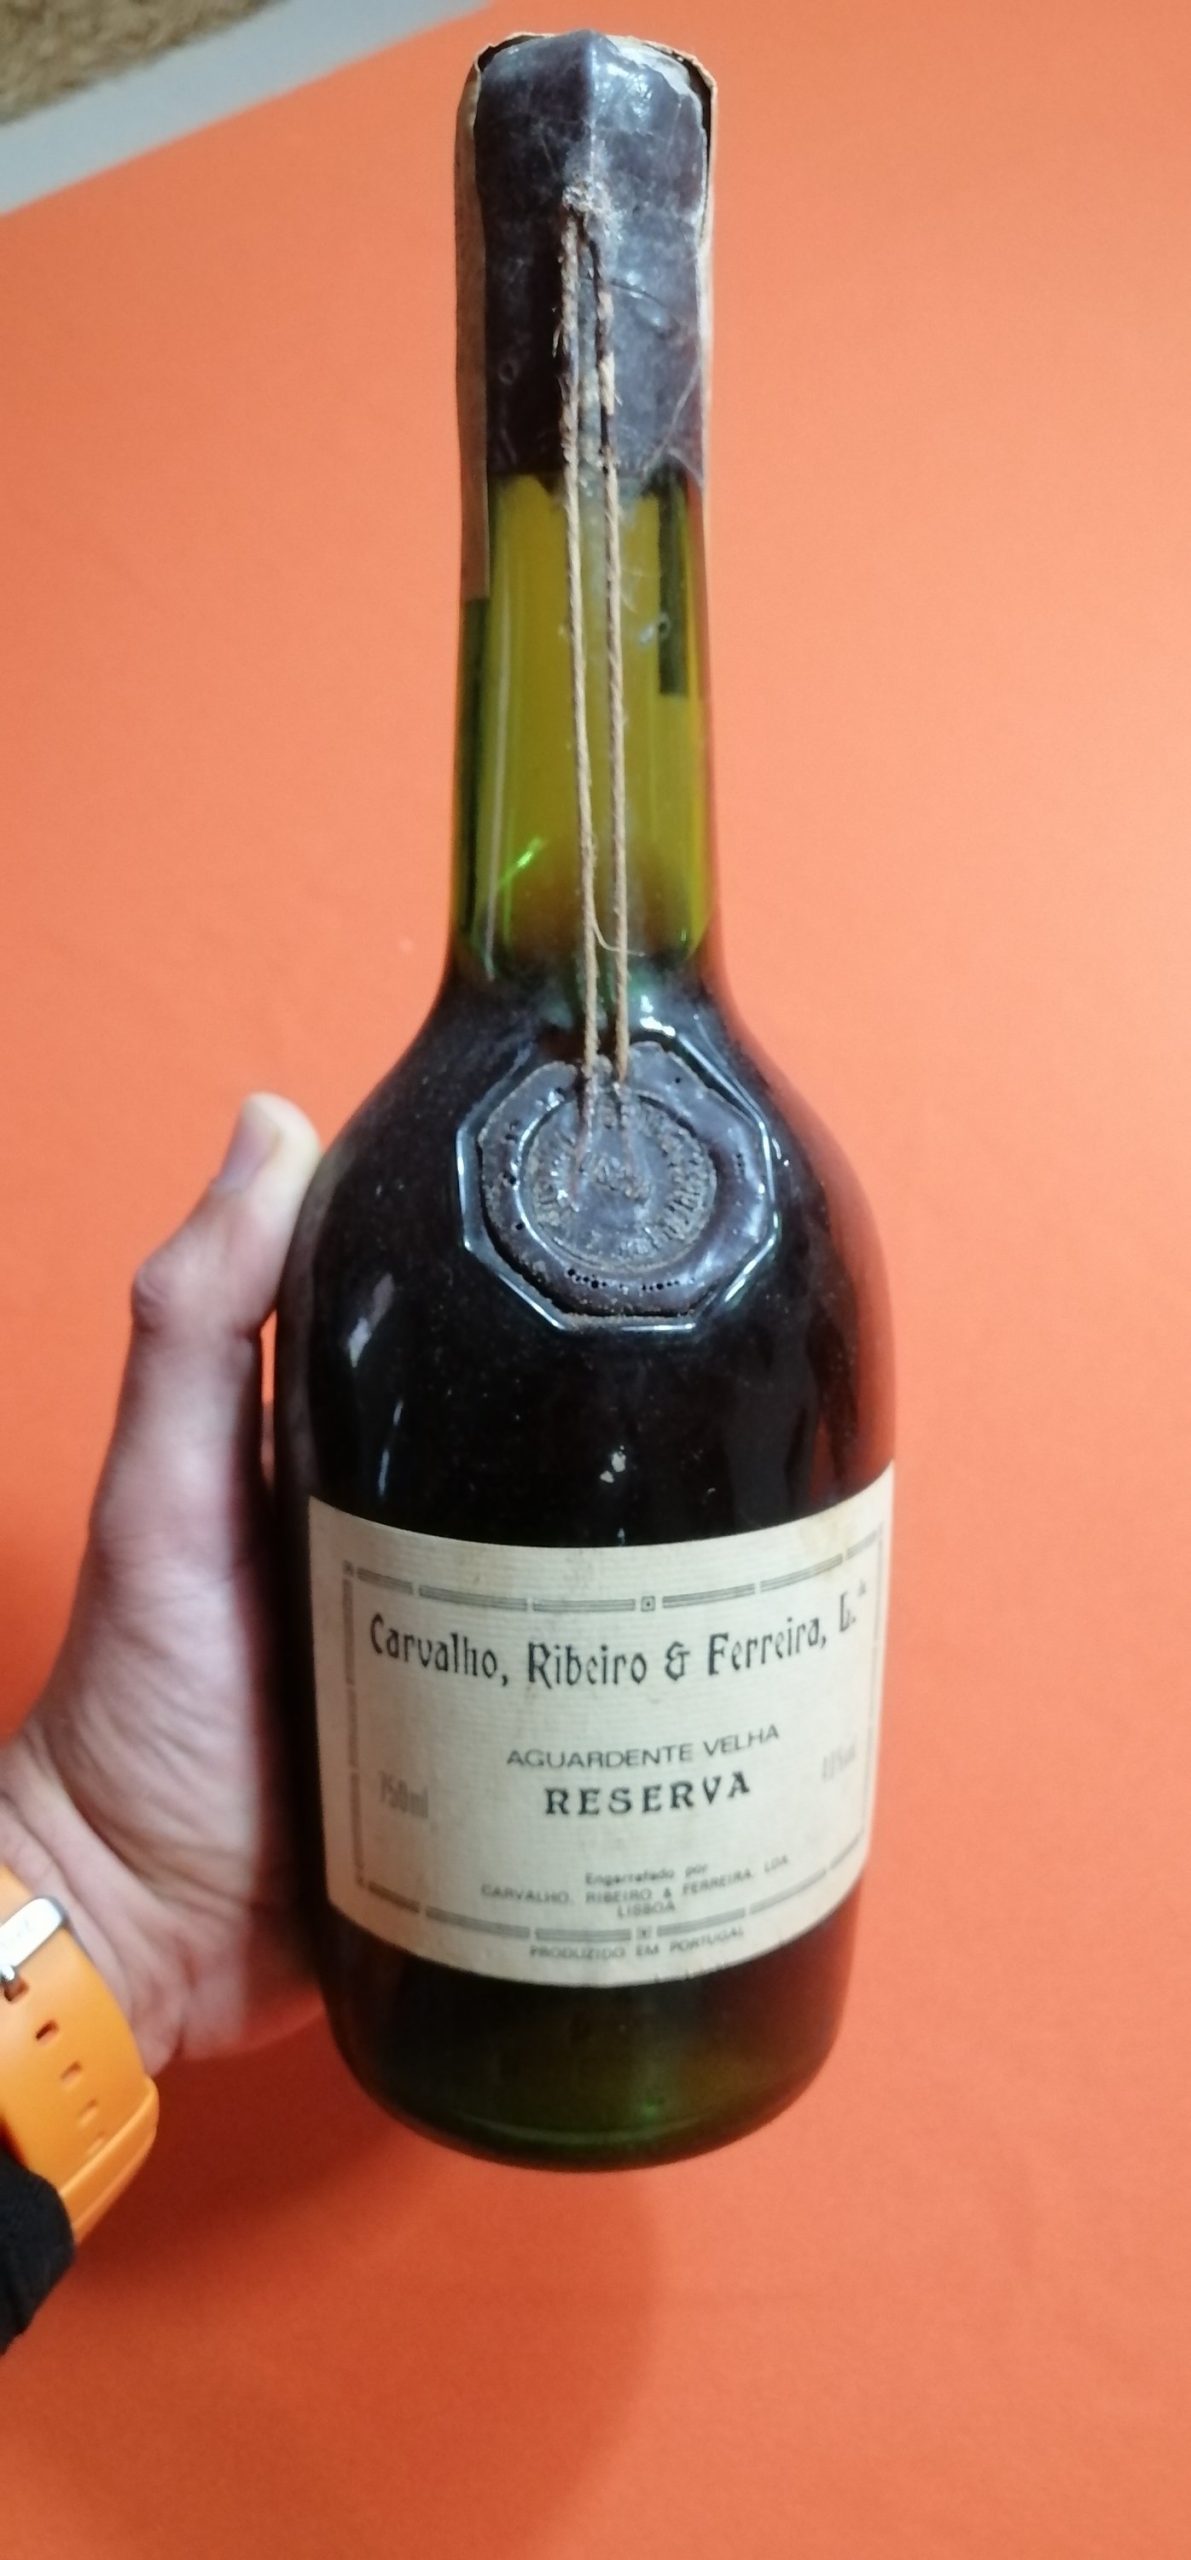 Carvalho, Ribeiro & Ferreira, L.ᵈᵃ
AGUARDENTE VELHA
RESERVA
750ml
Engarrafado por
CARVALHO, RIBEIRO & FERREIRA, LDA
LISBOA
PRODUZIDO EM PORTUGAL